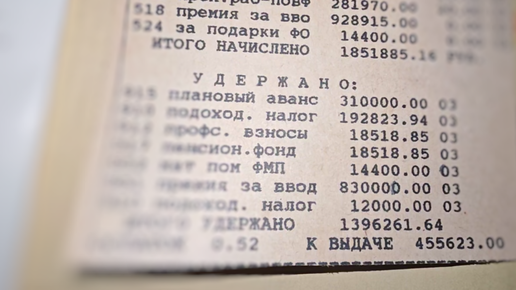 281970.00
518 премия за вво 928915.00
524 за подарки ФО 14400.00
ИТОГО НАЧИСЛЕНО 1851885.16
У Д Е Р Ж А Н О:
плановый аванс 310000.00 03
подоход. налог 192823.94 03
профс. взносы 18518.85 03
пенсион.фонд 18518.85 03
мат пом ФМП 14400.00 03
премия за ввод 830000.00 03
подоход. налог 12000.00 03
ИТОГО УДЕРЖАНО 1396261.64
0.52 К ВЫДАЧЕ 455623.00